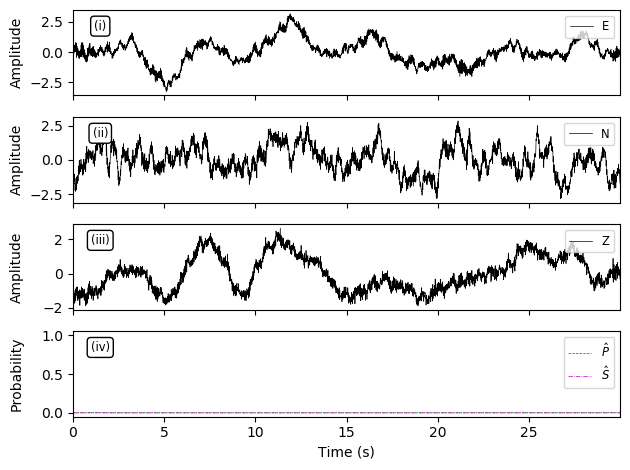 Amplitude
2.5
0.0
−2.5
(i)
E
Amplitude
2.5
0.0
−2.5
(ii)
N
Amplitude
2
0
−2
(iii)
Z
Probability
1.0
0.5
0.0
(iv)
P̂
Ŝ
0 5 10 15 20 25
Time (s)